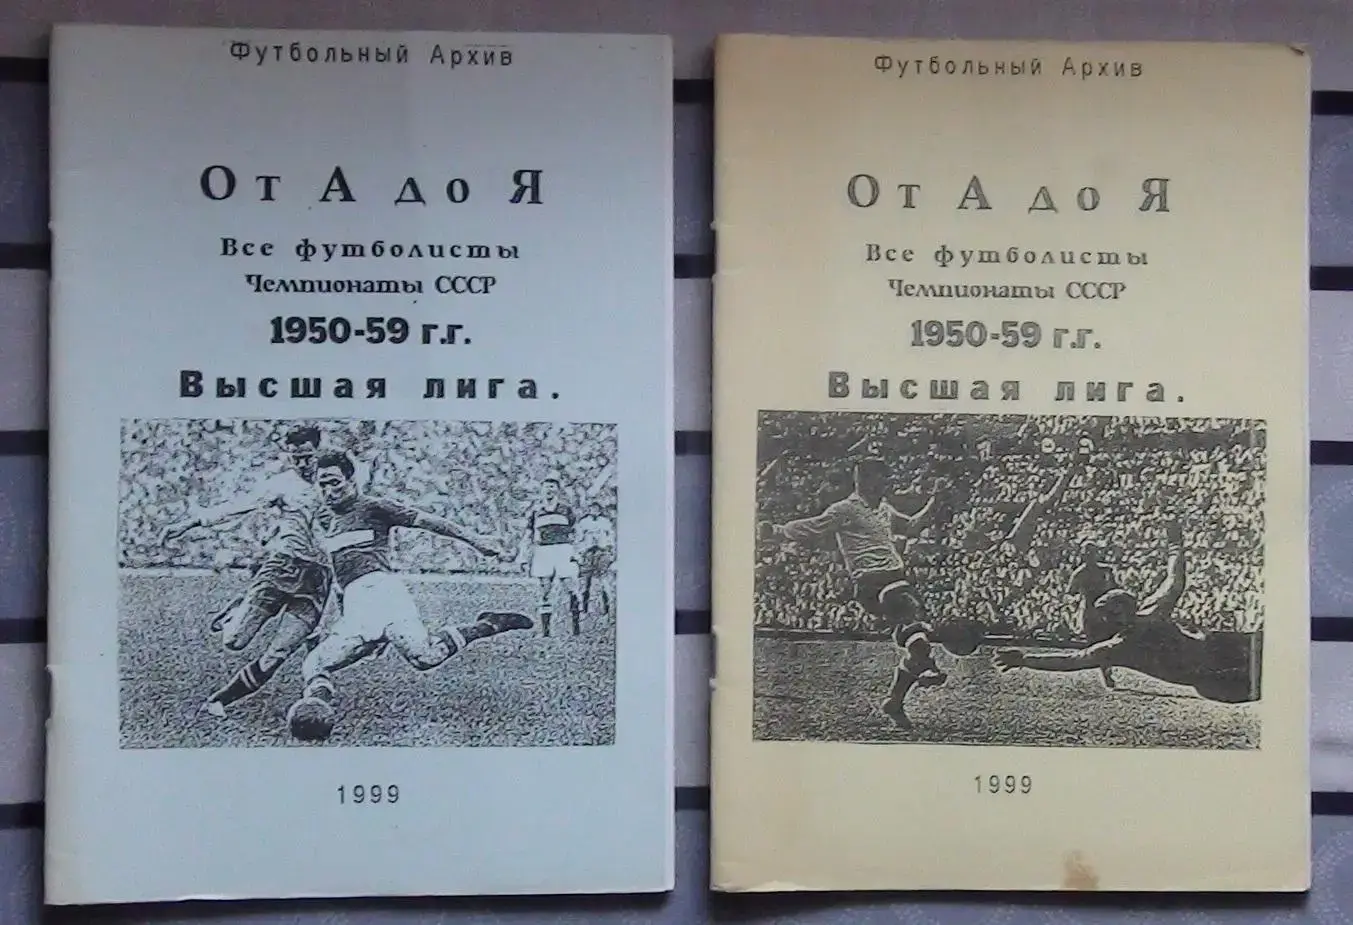 Футбольный Архив
От А до Я
Все футболисты
Чемпионаты СССР
1950-59 г.г.
Высшая лига.
1999
Футбольный Архив
От А до Я
Все футболисты
Чемпионаты СССР
1950-59 г.г.
Высшая лига.
1999